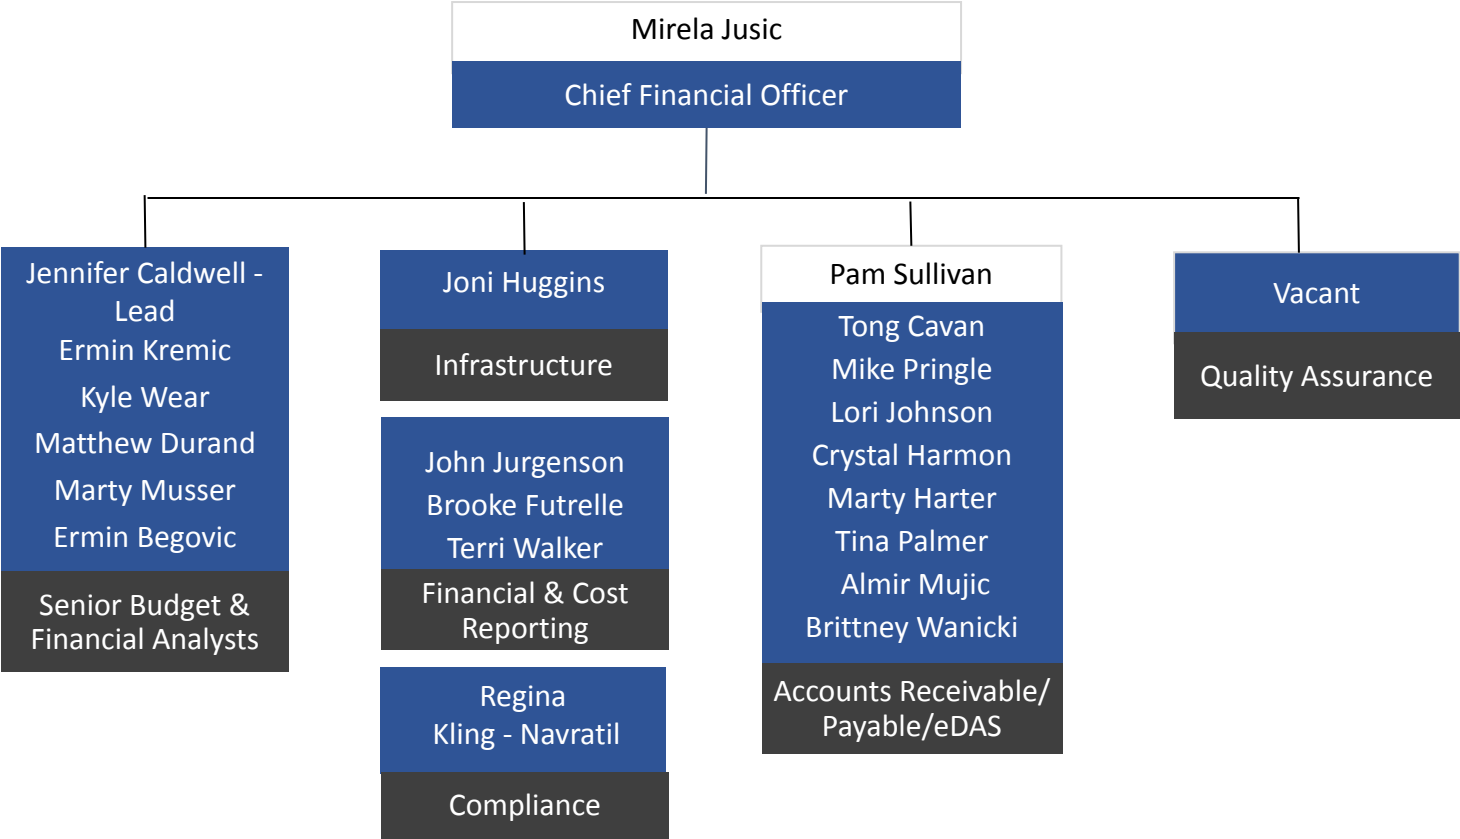 Mirela Jusic
Chief Financial Officer
Jennifer Caldwell -
Lead
Ermin Kremic
Kyle Wear
Matthew Durand
Marty Musser
Ermin Begovic
Senior Budget &
Financial Analysts
Joni Huggins
Infrastructure
John Jurgenson
Brooke Futrelle
Terri Walker
Financial & Cost
Reporting
Regina
Kling - Navratil
Compliance
Pam Sullivan
Tong Cavan
Mike Pringle
Lori Johnson
Crystal Harmon
Marty Harter
Tina Palmer
Almir Mujic
Brittney Wanicki
Accounts Receivable/
Payable/eDAS
Vacant
Quality Assurance